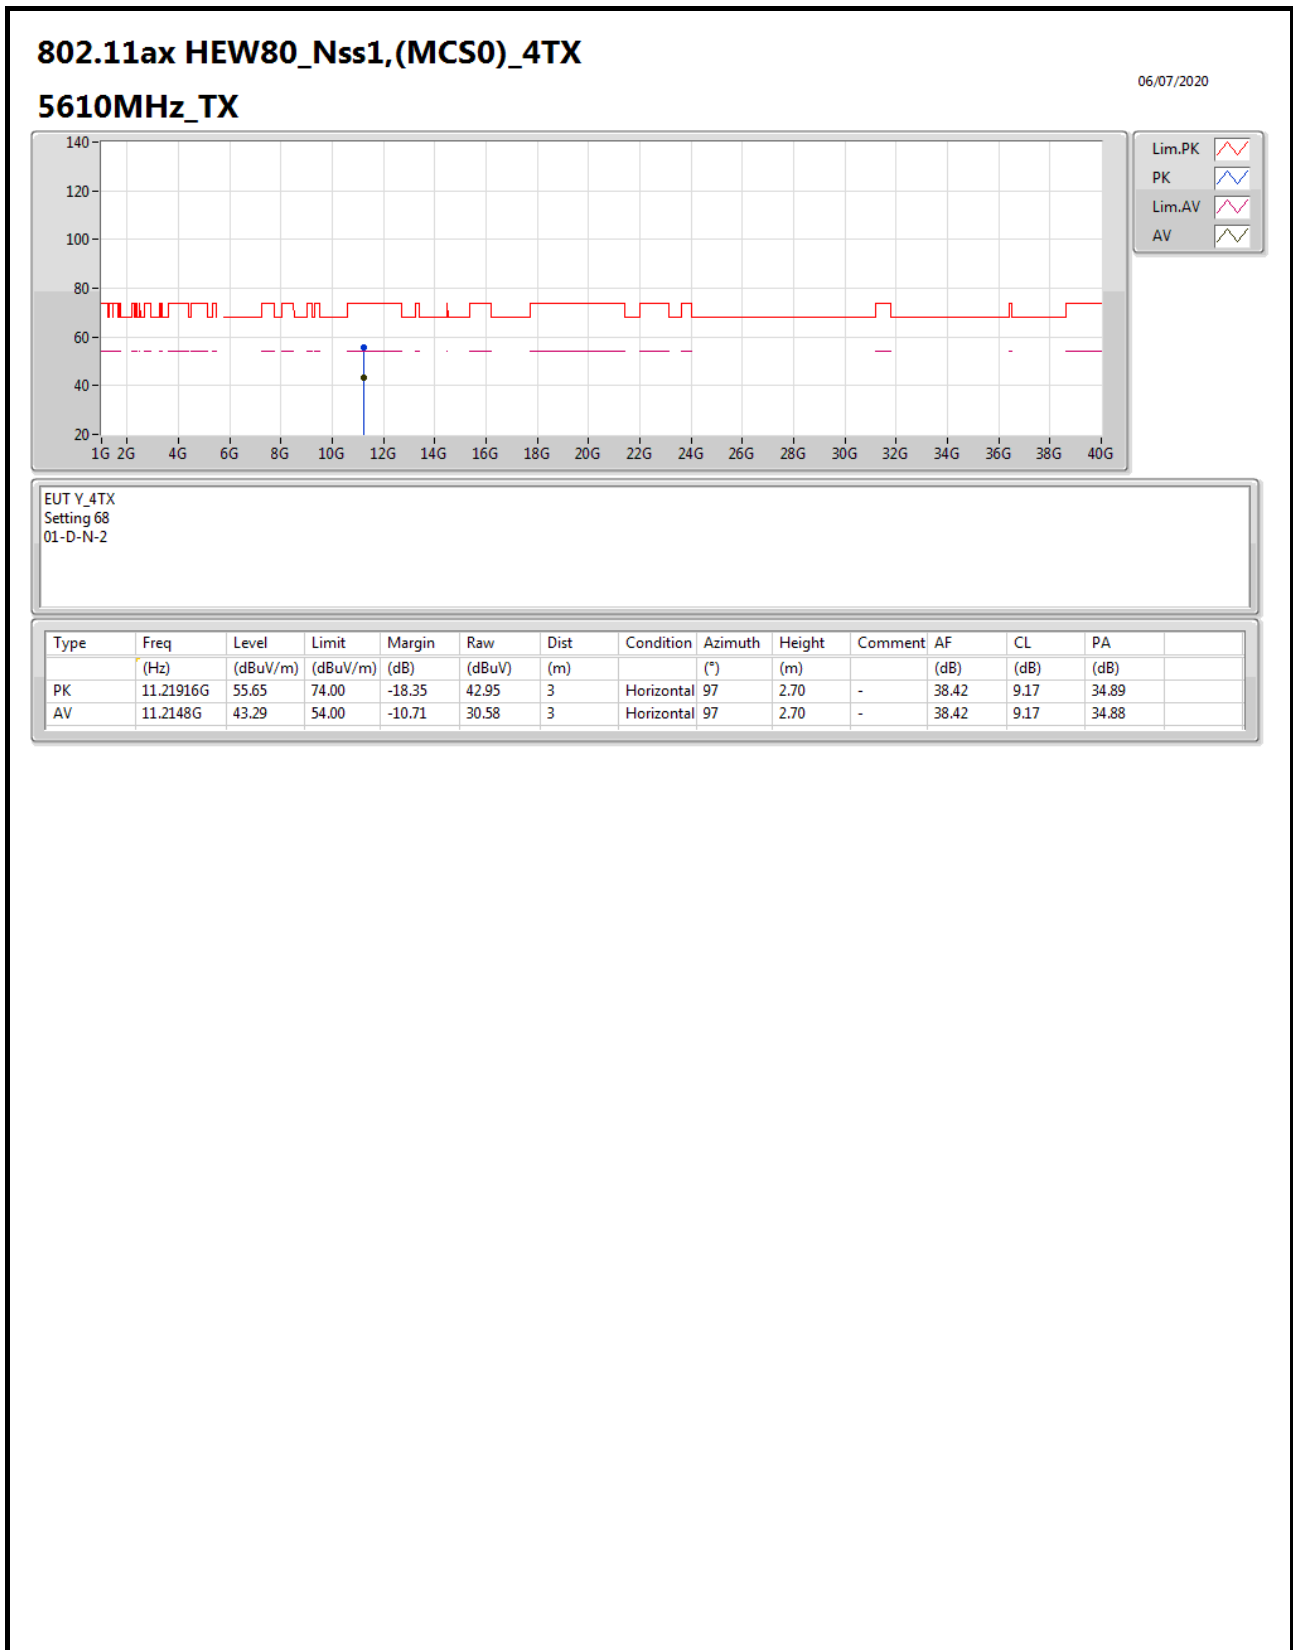 802.11ax HEW80_Nss1,(MCS0)_4TX
06/07/2020
5610MHz_TX
140
120
100
80
60
40
20
1G 2G 4G 6G 8G 10G 12G 14G 16G 18G 20G 22G 24G 26G 28G 30G 32G 34G 36G 38G 40G
Lim.PK
PK
Lim.AV
AV
EUT Y_4TX
Setting 68
01-D-N-2
Type Freq Level Limit Margin Raw Dist Condition Azimuth Height Comment AF CL PA
(Hz) (dBuV/m) (dBuV/m) (dB) (dBuV) (m) (°) (m) (dB) (dB) (dB)
PK 11.21916G 55.65 74.00 -18.35 42.95 3 Horizontal 97 2.70 - 38.42 9.17 34.89
AV 11.2148G 43.29 54.00 -10.71 30.58 3 Horizontal 97 2.70 - 38.42 9.17 34.88